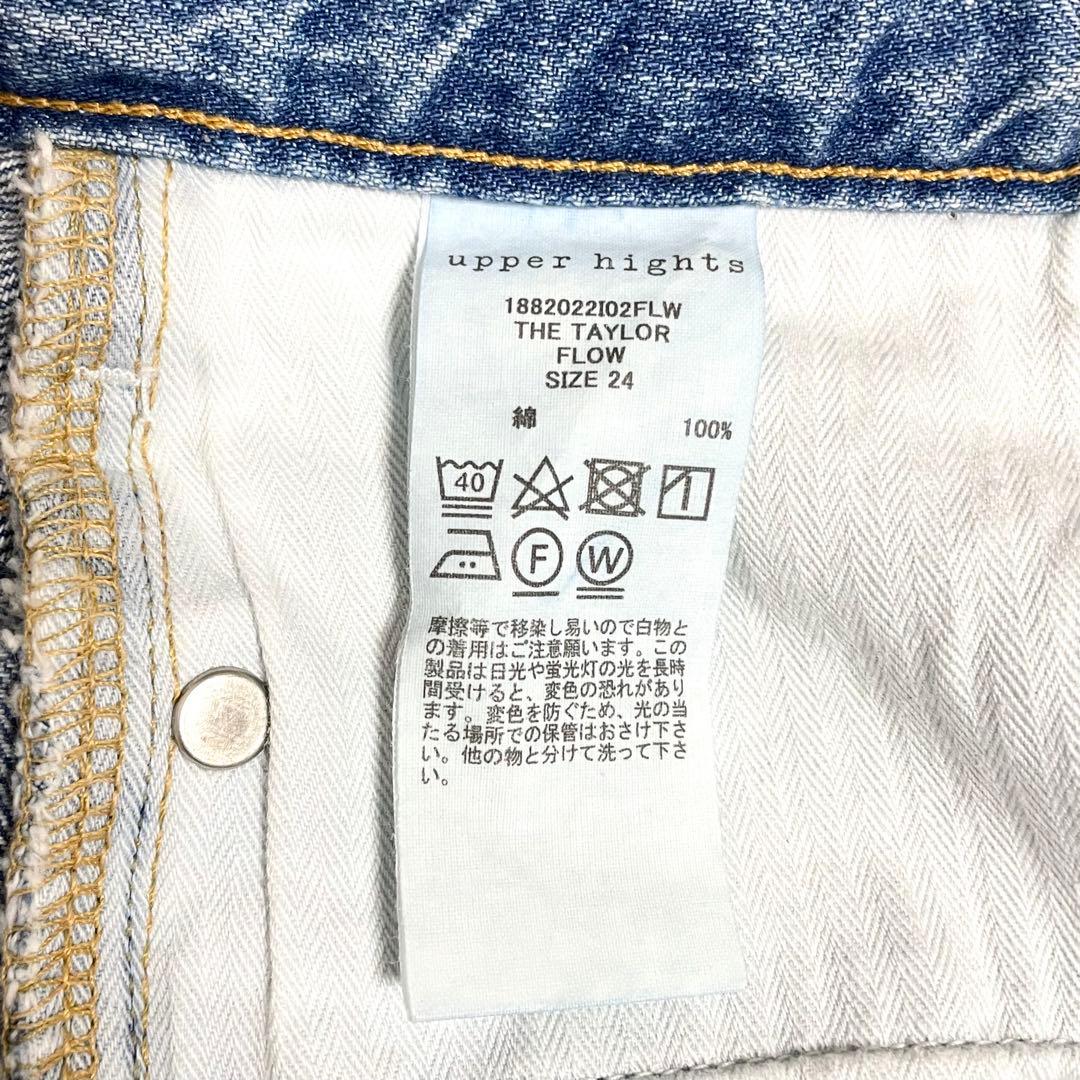 upper hights
1882022I02FLW
THE TAYLOR
FLOW
SIZE 24
綿 100%
40
F W
摩擦等で移染し易いので白物と
の着用はご注意願います。この
製品は日光や蛍光灯の光を長時
間受けると、変色の恐れがあり
ます。変色を防ぐため、光の当
たる場所での保管はおさけ下さ
い。他の物と分けて洗って下さ
い。